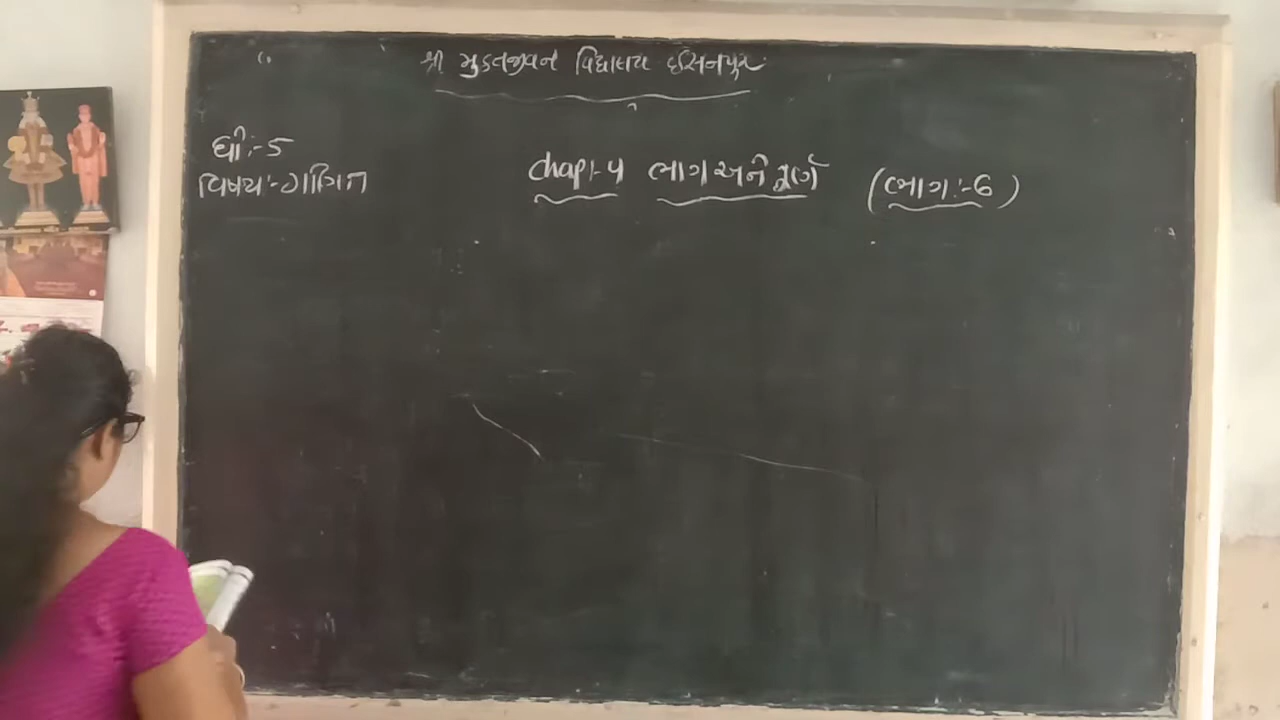 શ્રી મુક્તજીવન વિદ્યાલય ઇસનપુર
ધો:-5
વિષય:-ગણિત
chap-4 ભાગ અને પૂર્ણ (ભાગ:-6)